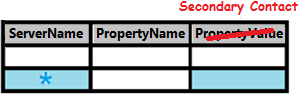 Secondary Contact
ServerName PropertyName PropertyValue
*